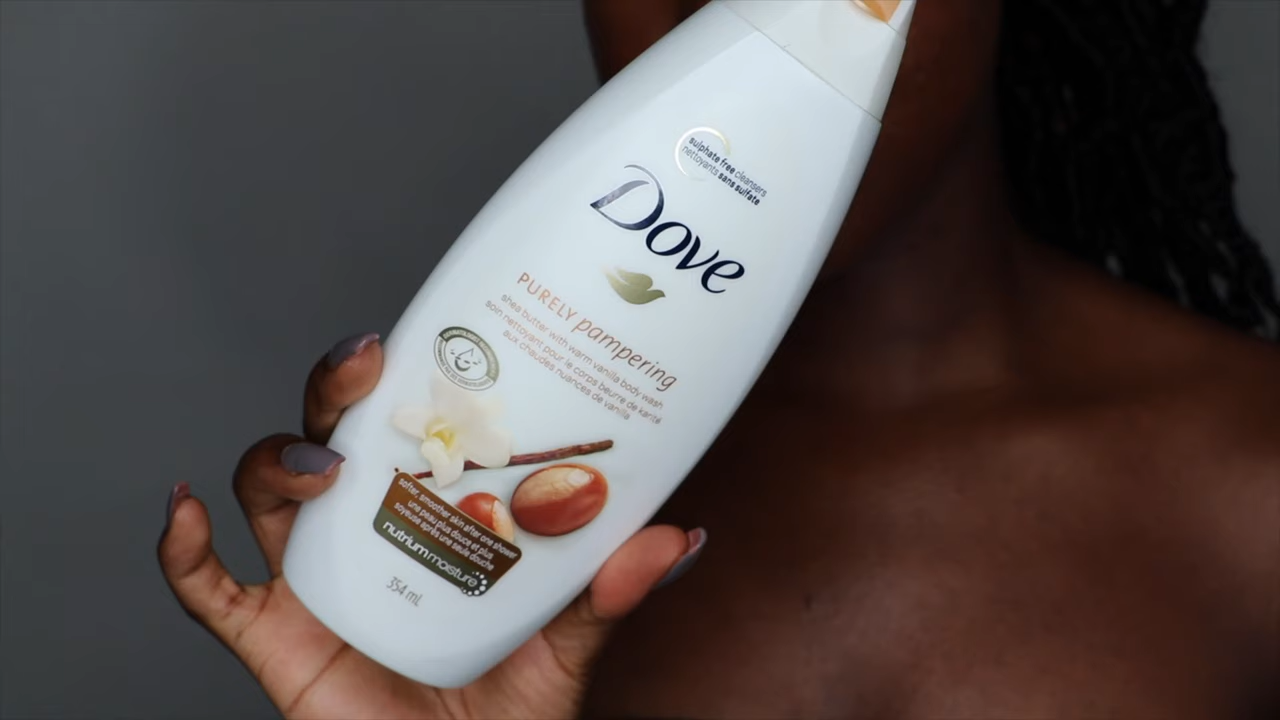 sulphate free cleansers
nettoyants sans sulfate
Dove
PURELY pampering
shea butter with warm vanilla body wash
soin nettoyant pour le corps beurre de karité
aux chaudes nuances de vanille
softer, smoother skin after one shower
une peau plus douce et plus
soyeuse après une seule douche
nutriummoisture
354 mL